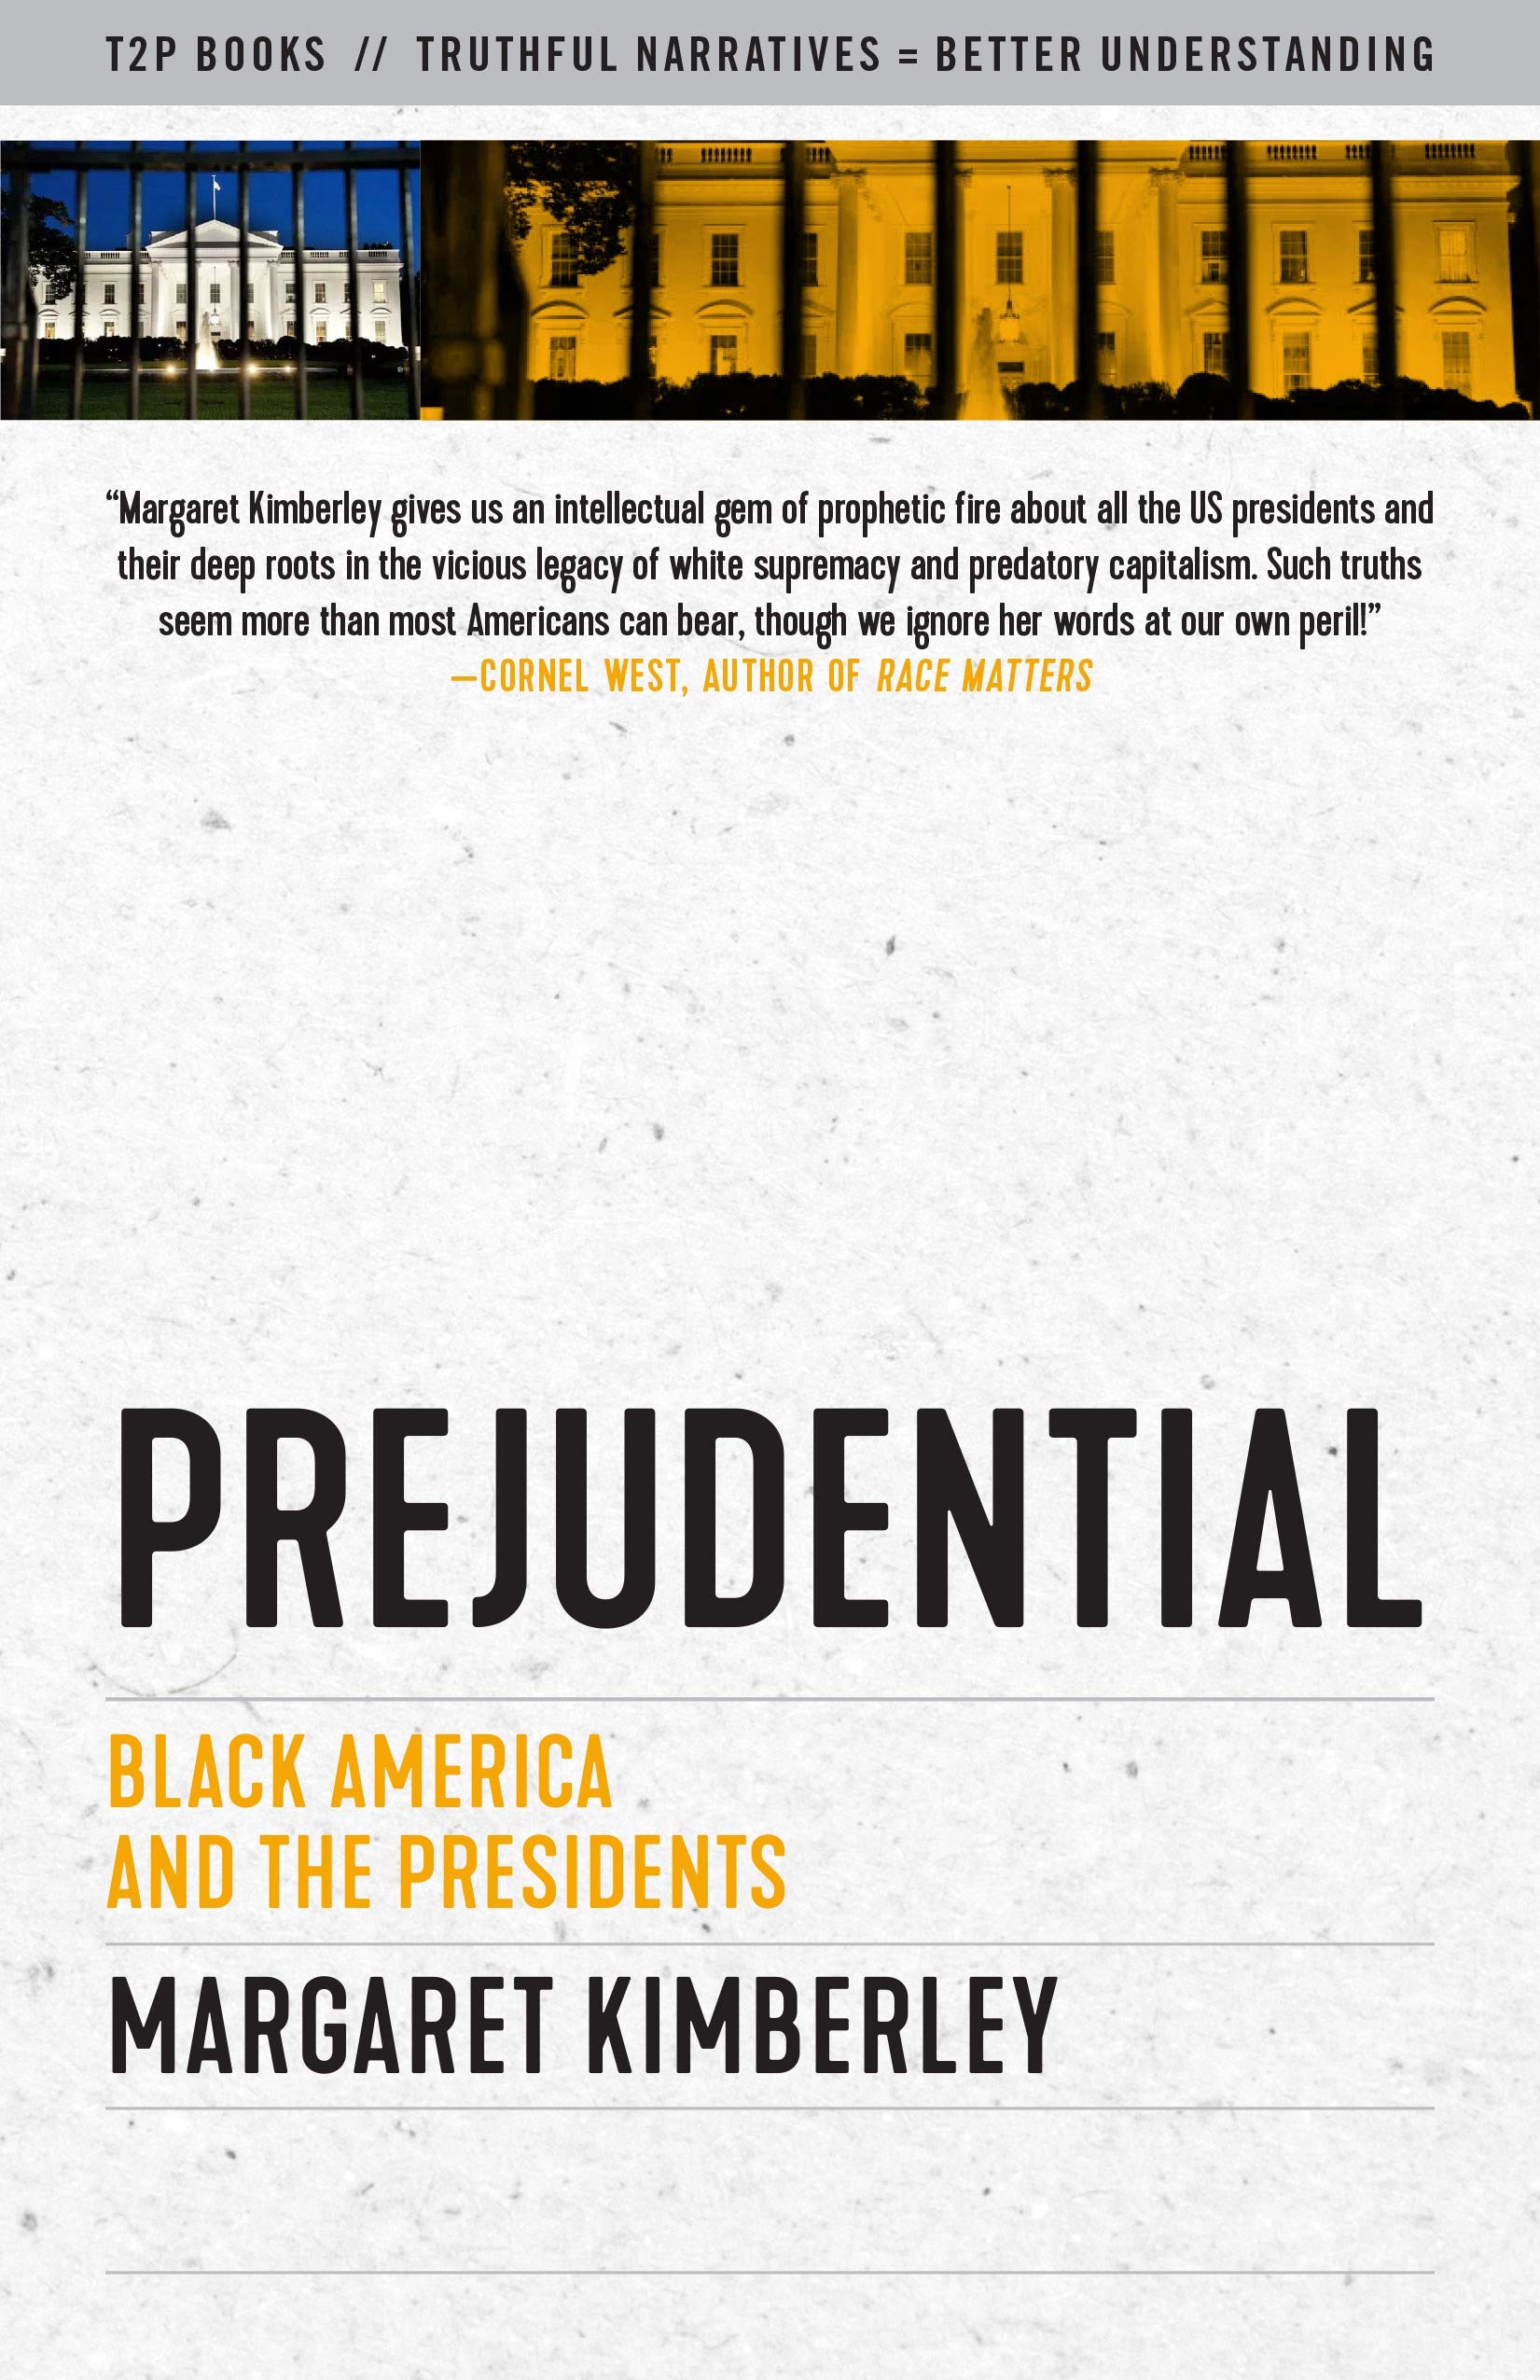 T2P BOOKS // TRUTHFUL NARRATIVES = BETTER UNDERSTANDING
“Margaret Kimberley gives us an intellectual gem of prophetic fire about all the US presidents and
their deep roots in the vicious legacy of white supremacy and predatory capitalism. Such truths
seem more than most Americans can bear, though we ignore her words at our own peril!”
—CORNEL WEST, AUTHOR OF RACE MATTERS
PREJUDENTIAL
BLACK AMERICA
AND THE PRESIDENTS
MARGARET KIMBERLEY